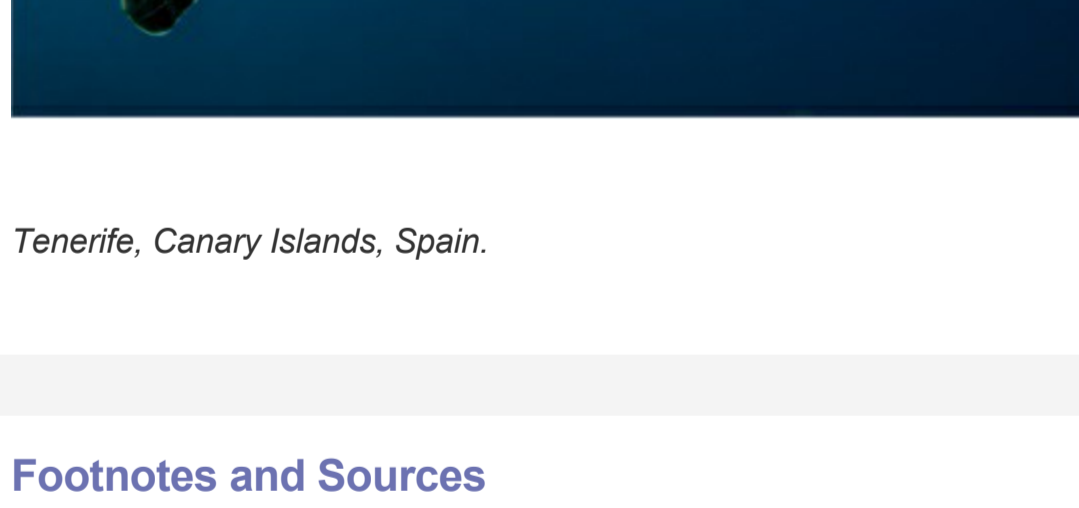 Tenerife, Canary Islands, Spain.
Footnotes and Sources